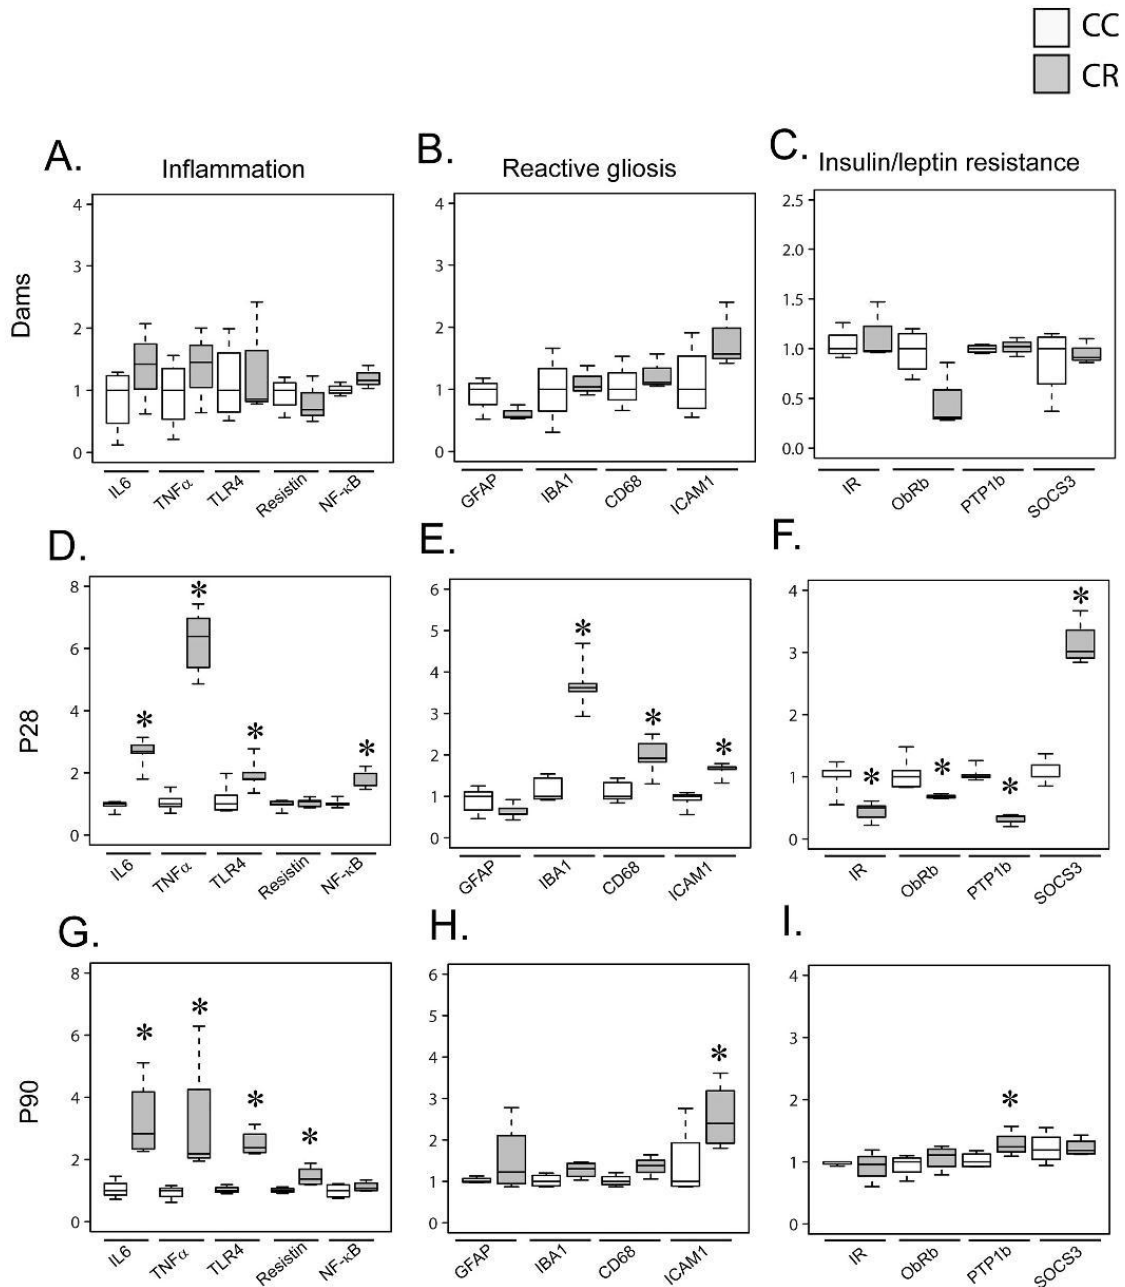 CC
CR
A.
Inflammation
B.
Reactive gliosis
C.
Insulin/leptin resistance
Dams
4
3
2
1
0
IL6
TNFα
TLR4
Resistin
NF-κB
4
3
2
1
0
GFAP
IBA1
CD68
ICAM1
2.5
2.0
1.5
1.0
0.5
0.0
IR
ObRb
PTP1b
SOCS3
D.
E.
F.
P28
8
6
4
2
0
*
*
*
*
IL6
TNFα
TLR4
Resistin
NF-κB
6
5
4
3
2
1
0
*
*
*
GFAP
IBA1
CD68
ICAM1
4
3
2
1
0
*
*
*
*
IR
ObRb
PTP1b
SOCS3
G.
H.
I.
P90
8
6
4
2
0
*
*
*
*
IL6
TNFα
TLR4
Resistin
NF-κB
6
5
4
3
2
1
0
*
GFAP
IBA1
CD68
ICAM1
4
3
2
1
0
*
IR
ObRb
PTP1b
SOCS3